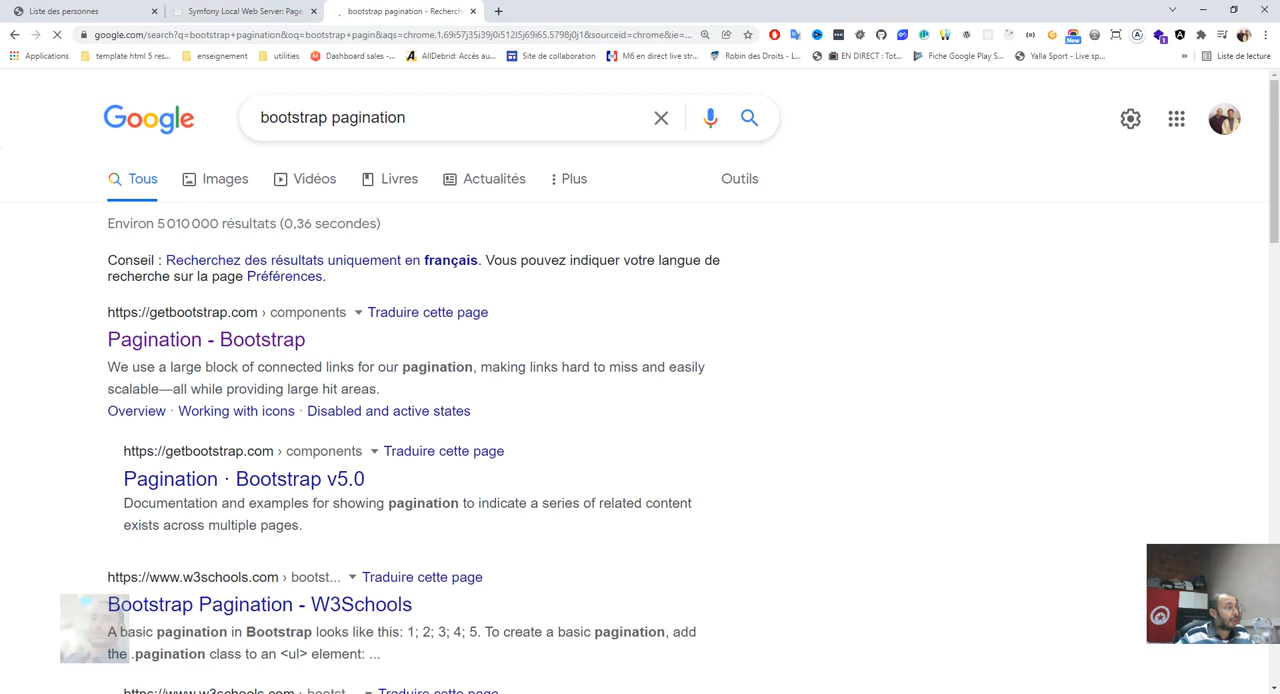 Liste des personnes
Symfony Local Web Server: Page
bootstrap pagination - Recherch
google.com/search?q=bootstrap+pagination&oq=bootstrap+pagin&aqs=chrome.1.69i57j35i39j0i512l5j69i65.5798j0j1&sourceid=chrome&ie=...
Applications
template html 5 res...
enseignement
utilities
Dashboard sales -...
AllDebrid: Accès au...
Site de collaboration
M6 en direct live str...
Robin des Droits - L...
EN DIRECT : Tot...
Fiche Google Play S...
Yalla Sport - Live sp...
»
Liste de lecture
New
1
Google
bootstrap pagination
Tous
Images
Vidéos
Livres
Actualités
Plus
Outils
Environ 5 010 000 résultats (0,36 secondes)
Conseil : Recherchez des résultats uniquement en français. Vous pouvez indiquer votre langue de
recherche sur la page Préférences.
https://getbootstrap.com › components Traduire cette page
Pagination - Bootstrap
We use a large block of connected links for our pagination, making links hard to miss and easily
scalable—all while providing large hit areas.
Overview · Working with icons · Disabled and active states
https://getbootstrap.com › components Traduire cette page
Pagination · Bootstrap v5.0
Documentation and examples for showing pagination to indicate a series of related content
exists across multiple pages.
https://www.w3schools.com › bootst... Traduire cette page
Bootstrap Pagination - W3Schools
A basic pagination in Bootstrap looks like this: 1; 2; 3; 4; 5. To create a basic pagination, add
the .pagination class to an <ul> element: ...
https://www.w3schools.com › bootst... Traduire cette page